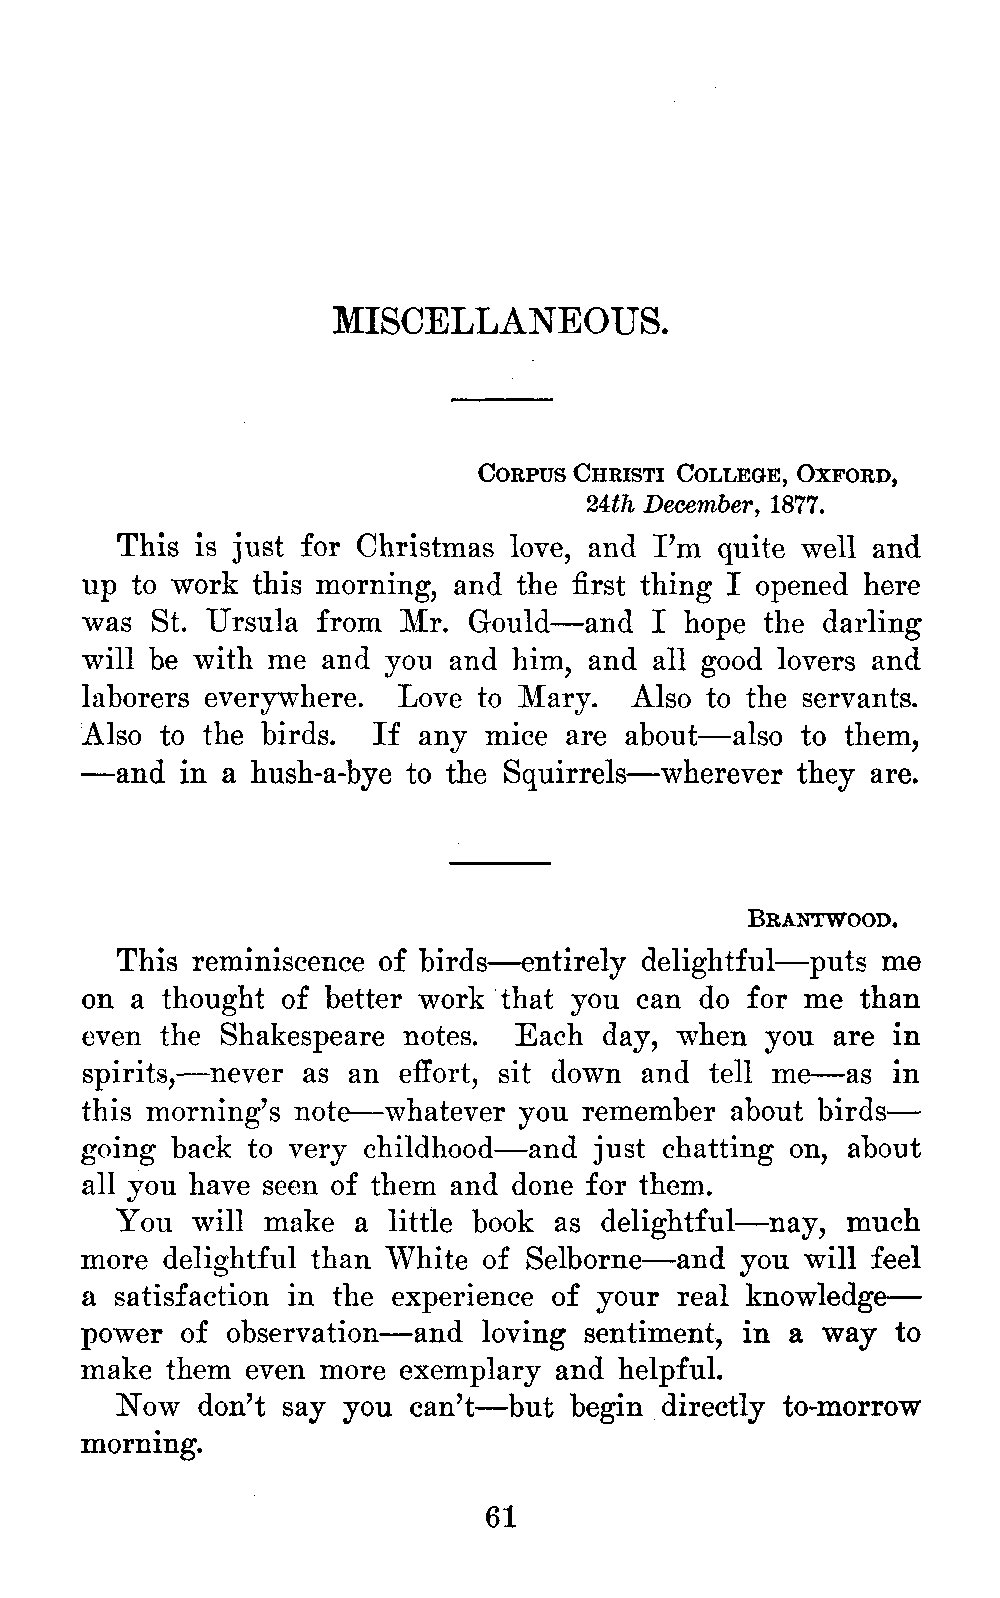 MISCELLANEOUS.
CORPUS CHRISTI COLLEGE, OXFORD,
24th December, 1877.
This is just for Christmas love, and I'm quite well and
up to work this morning, and the first thing I opened here
was St. Ursula from Mr. Gould—and I hope the darling
will be with me and you and him, and all good lovers and
laborers everywhere. Love to Mary. Also to the servants.
Also to the birds. If any mice are about—also to them,
—and in a hush-a-bye to the Squirrels—wherever they are.
BRANTWOOD.
This reminiscence of birds—entirely delightful—puts me
on a thought of better work that you can do for me than
even the Shakespeare notes. Each day, when you are in
spirits,—never as an effort, sit down and tell me—as in
this morning's note—whatever you remember about birds—
going back to very childhood—and just chatting on, about
all you have seen of them and done for them.
You will make a little book as delightful—nay, much
more delightful than White of Selborne—and you will feel
a satisfaction in the experience of your real knowledge—
power of observation—and loving sentiment, in a way to
make them even more exemplary and helpful.
Now don't say you can't—but begin directly to-morrow
morning.
61